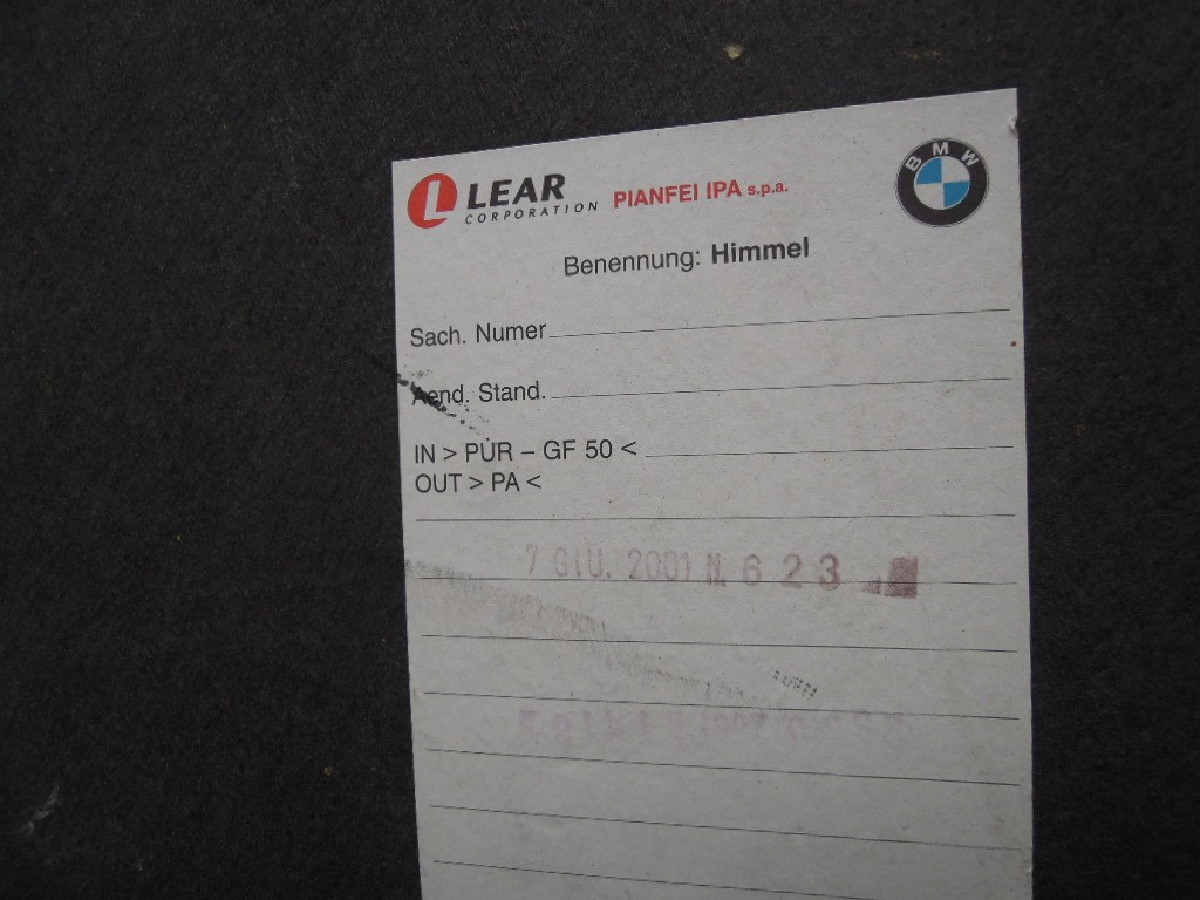 LEAR CORPORATION PIANFEI IPA s.p.a.
BMW
Benennung: Himmel
Sach. Numer
Aend. Stand.
IN > PUR – GF 50 <
OUT > PA <
7 GIU. 2001 M. 6 2 3